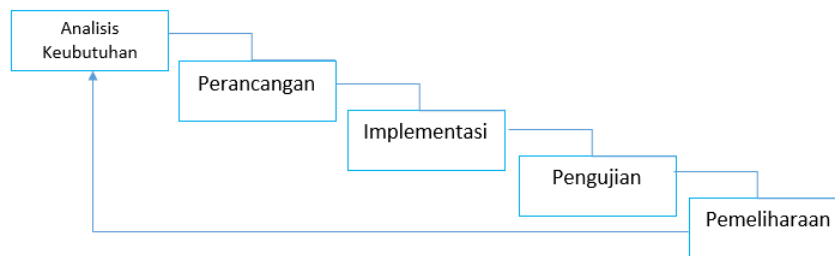 Analisis
Keubutuhan
Perancangan
Implementasi
Pengujian
Pemeliharaan